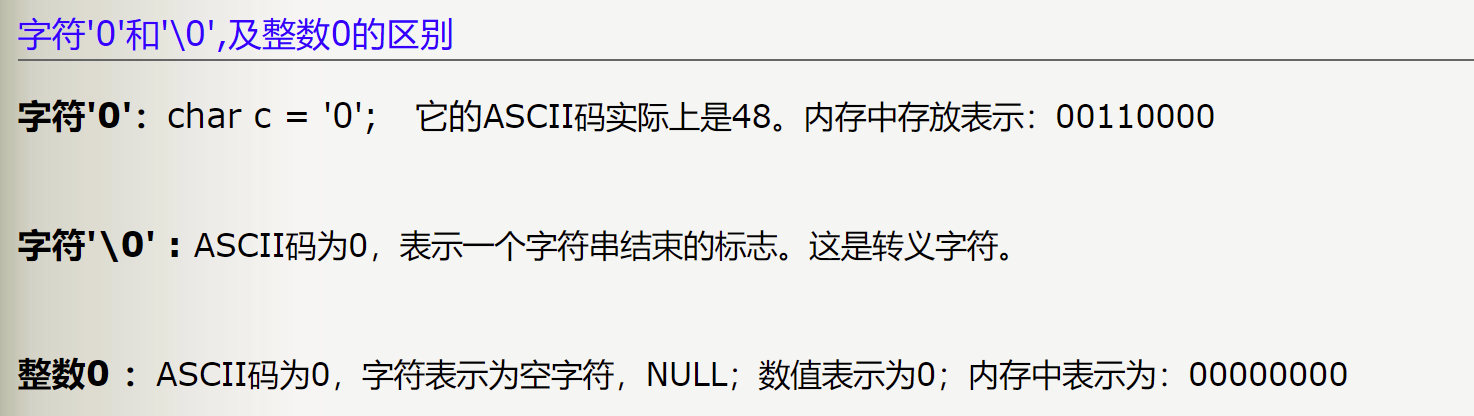 字符'0'和'\0',及整数0的区别
字符'0'：char c = '0';    它的ASCII码实际上是48。内存中存放表示：00110000
字符'\0' : ASCII码为0，表示一个字符串结束的标志。这是转义字符。
整数0 ：ASCII码为0，字符表示为空字符，NULL；数值表示为0；内存中表示为：00000000